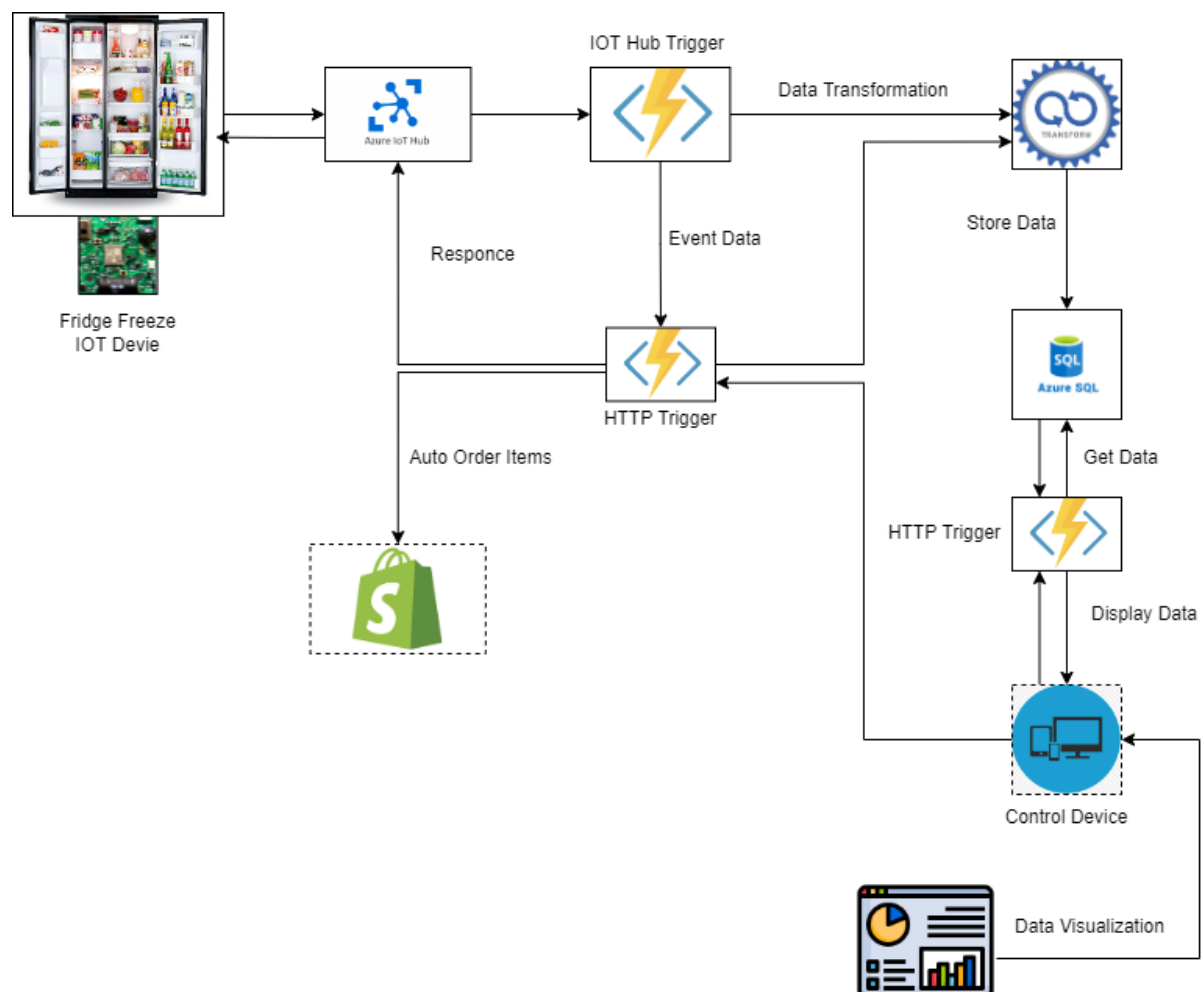 IOT Hub Trigger
Data Transformation
Azure IoT Hub
TRANSFORM
Responce
Event Data
Store Data
Fridge Freeze
IOT Devie
SQL
Azure SQL
HTTP Trigger
Auto Order Items
Get Data
HTTP Trigger
S
Display Data
Control Device
Data Visualization